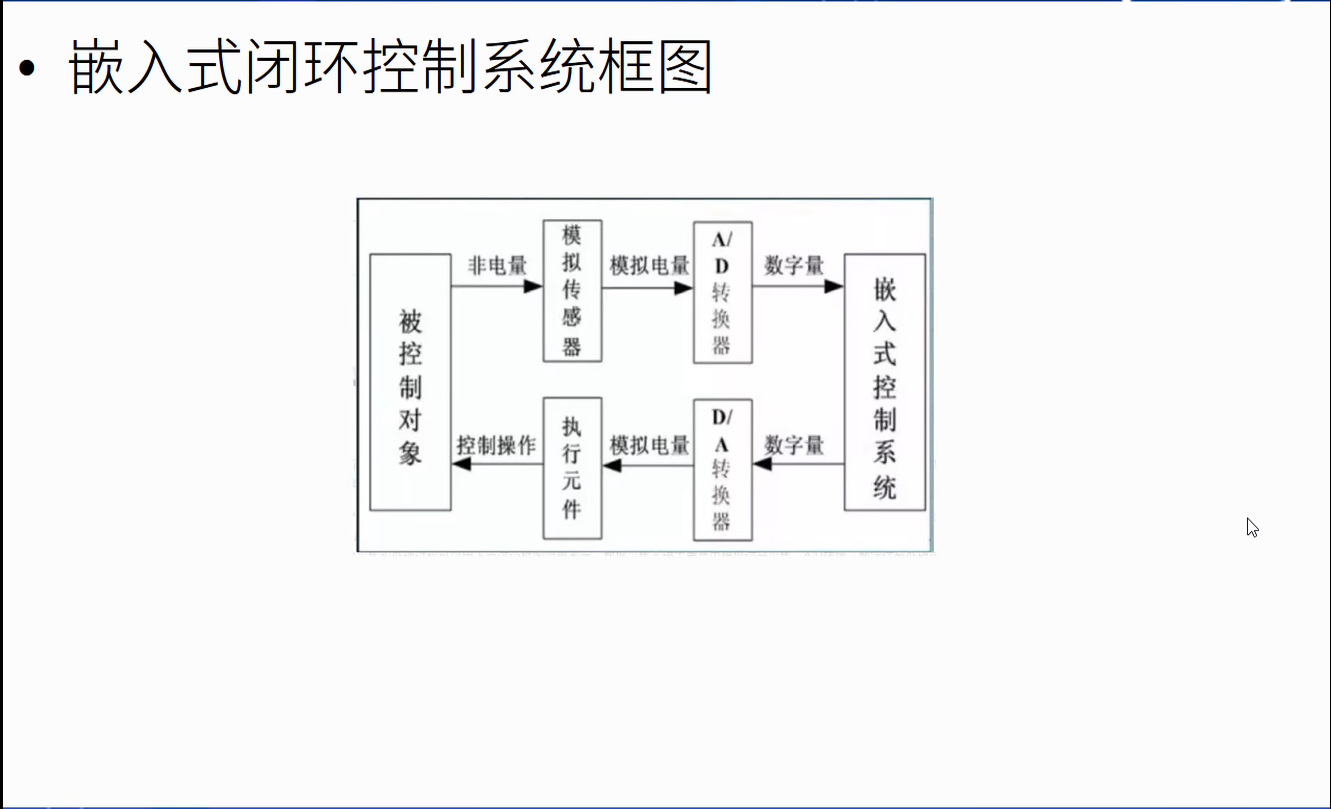 • 嵌入式闭环控制系统框图
被控制对象
非电量
模拟传感器
模拟电量
A/D转换器
数字量
嵌入式控制系统
数字量
D/A转换器
模拟电量
执行元件
控制操作